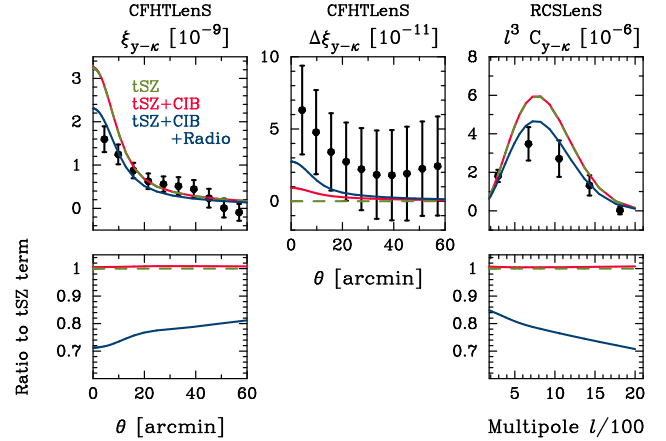 CFHTLenS
ξy−κ [10−9]
3
2
1
0
tSZ
tSZ+CIB
tSZ+CIB
+Radio
CFHTLenS
Δξy−κ [10−11]
10
5
0
0 20 40 60
θ [arcmin]
RCSLenS
l³ Cy−κ [10−6]
6
4
2
0
Ratio to tSZ term
1
0.9
0.8
0.7
0 20 40 60
θ [arcmin]
1
0.9
0.8
0.7
5 10 15 20
Multipole l/100